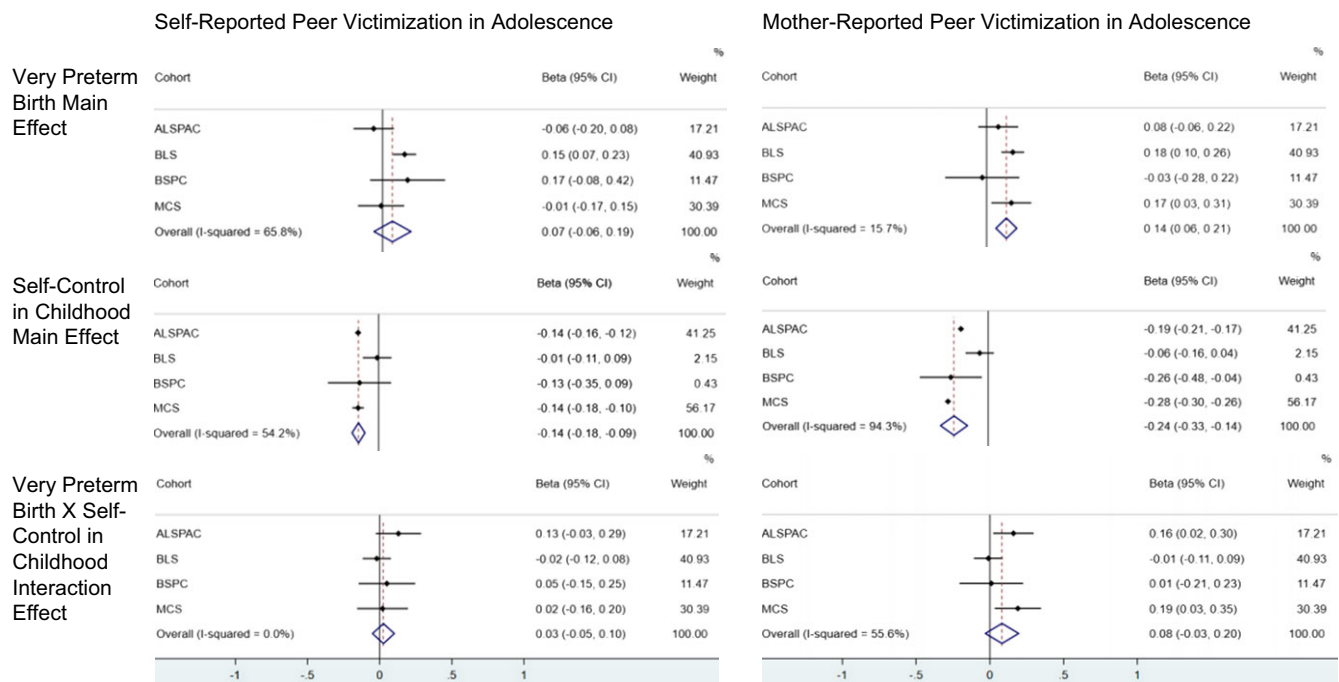 Self-Reported Peer Victimization in Adolescence
Mother-Reported Peer Victimization in Adolescence
Very Preterm
Birth Main
Effect
%
Cohort Beta (95% CI) Weight
ALSPAC -0.06 (-0.20, 0.08) 17.21
BLS 0.15 (0.07, 0.23) 40.93
BSPC 0.17 (-0.08, 0.42) 11.47
MCS -0.01 (-0.17, 0.15) 30.39
Overall (I-squared = 65.8%) 0.07 (-0.06, 0.19) 100.00
%
Cohort Beta (95% CI) Weight
ALSPAC 0.08 (-0.06, 0.22) 17.21
BLS 0.18 (0.10, 0.26) 40.93
BSPC -0.03 (-0.28, 0.22) 11.47
MCS 0.17 (0.03, 0.31) 30.39
Overall (I-squared = 15.7%) 0.14 (0.06, 0.21) 100.00
Self-Control
in Childhood
Main Effect
%
Cohort Beta (95% CI) Weight
ALSPAC -0.14 (-0.16, -0.12) 41.25
BLS -0.01 (-0.11, 0.09) 2.15
BSPC -0.13 (-0.35, 0.09) 0.43
MCS -0.14 (-0.18, -0.10) 56.17
Overall (I-squared = 54.2%) -0.14 (-0.18, -0.09) 100.00
%
Cohort Beta (95% CI) Weight
ALSPAC -0.19 (-0.21, -0.17) 41.25
BLS -0.06 (-0.16, 0.04) 2.15
BSPC -0.26 (-0.48, -0.04) 0.43
MCS -0.28 (-0.30, -0.26) 56.17
Overall (I-squared = 94.3%) -0.24 (-0.33, -0.14) 100.00
Very Preterm
Birth X Self-
Control in
Childhood
Interaction
Effect
%
Cohort Beta (95% CI) Weight
ALSPAC 0.13 (-0.03, 0.29) 17.21
BLS -0.02 (-0.12, 0.08) 40.93
BSPC 0.05 (-0.15, 0.25) 11.47
MCS 0.02 (-0.16, 0.20) 30.39
Overall (I-squared = 0.0%) 0.03 (-0.05, 0.10) 100.00
-1 -.5 0 .5 1
%
Cohort Beta (95% CI) Weight
ALSPAC 0.16 (0.02, 0.30) 17.21
BLS -0.01 (-0.11, 0.09) 40.93
BSPC 0.01 (-0.21, 0.23) 11.47
MCS 0.19 (0.03, 0.35) 30.39
Overall (I-squared = 55.6%) 0.08 (-0.03, 0.20) 100.00
-1 -.5 0 .5 1